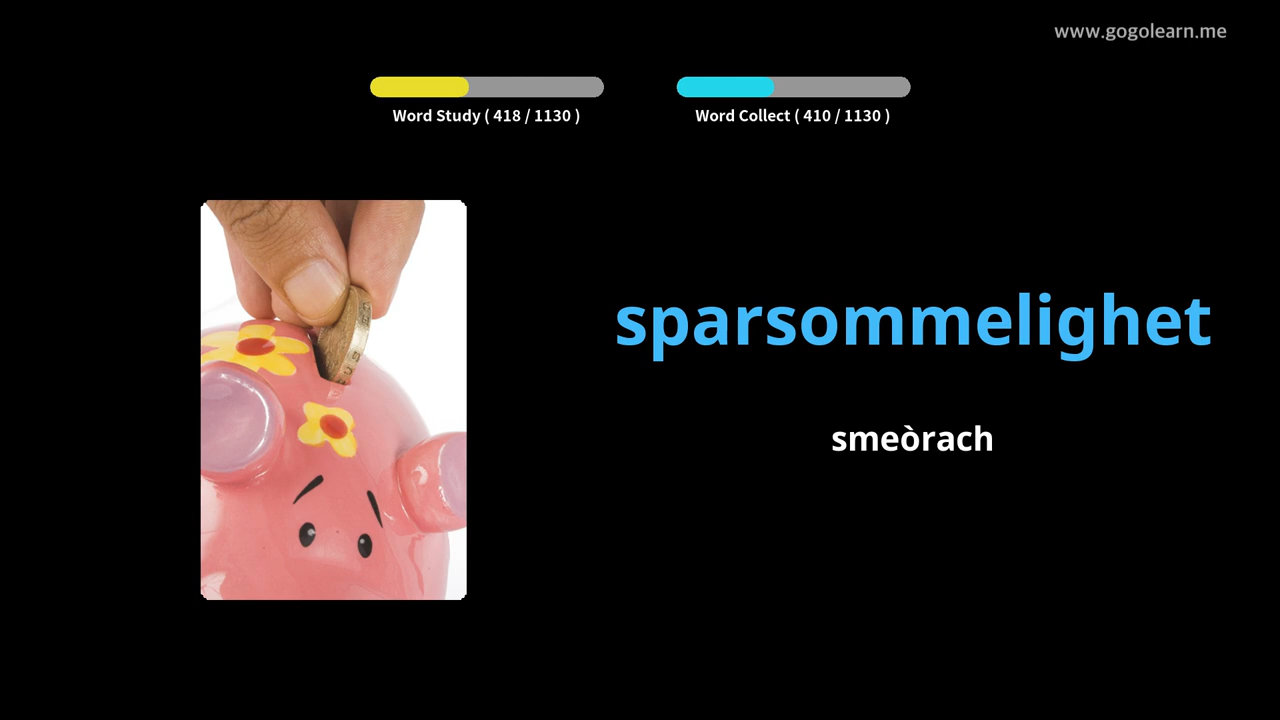 www.gogolearn.me
Word Study ( 418 / 1130 )
Word Collect ( 410 / 1130 )
sparsommelighet
smeòrach